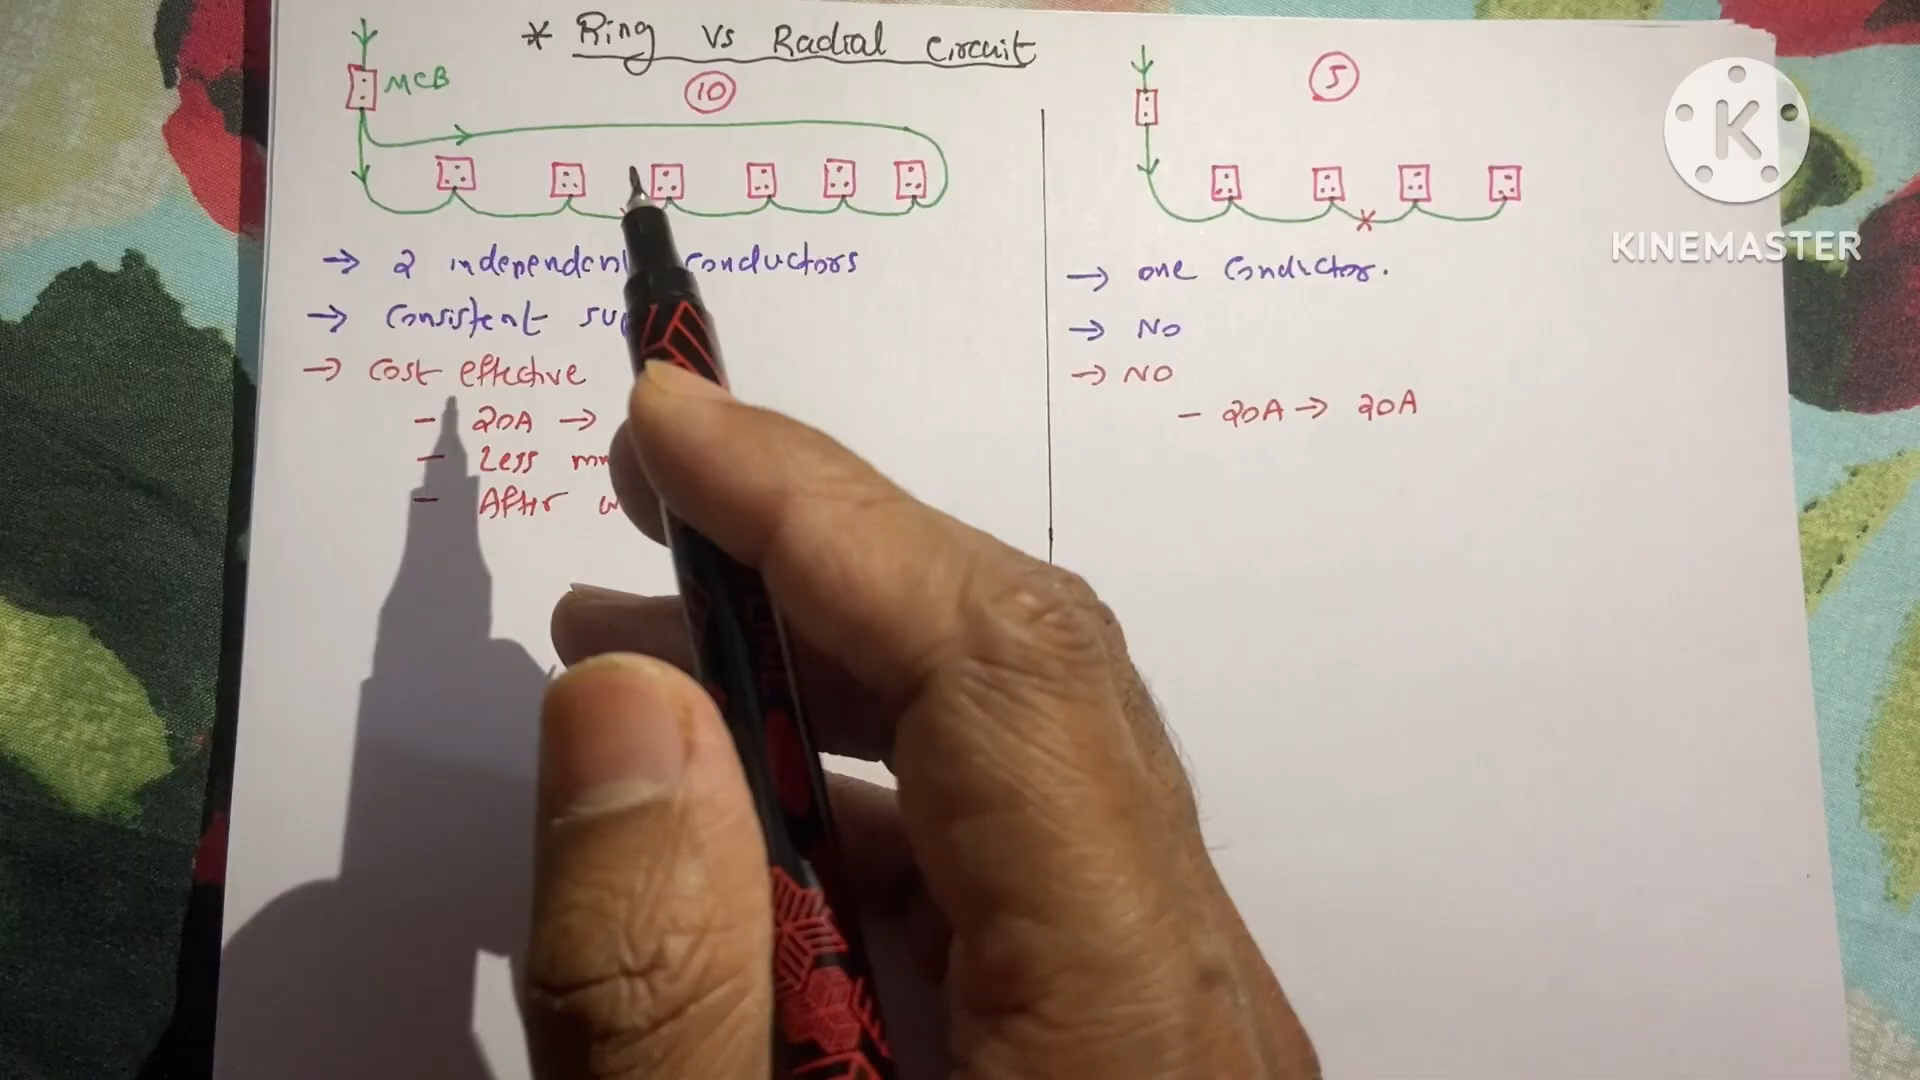 * Ring vs Radial Circuit
MCB
10
→ 2 independent conductors
→ Consistent
→ Cost effective
- 20A →
- Less
- After
5
→ one Conductor.
→ NO
→ NO
- 20A → 20A
K
KINEMASTER